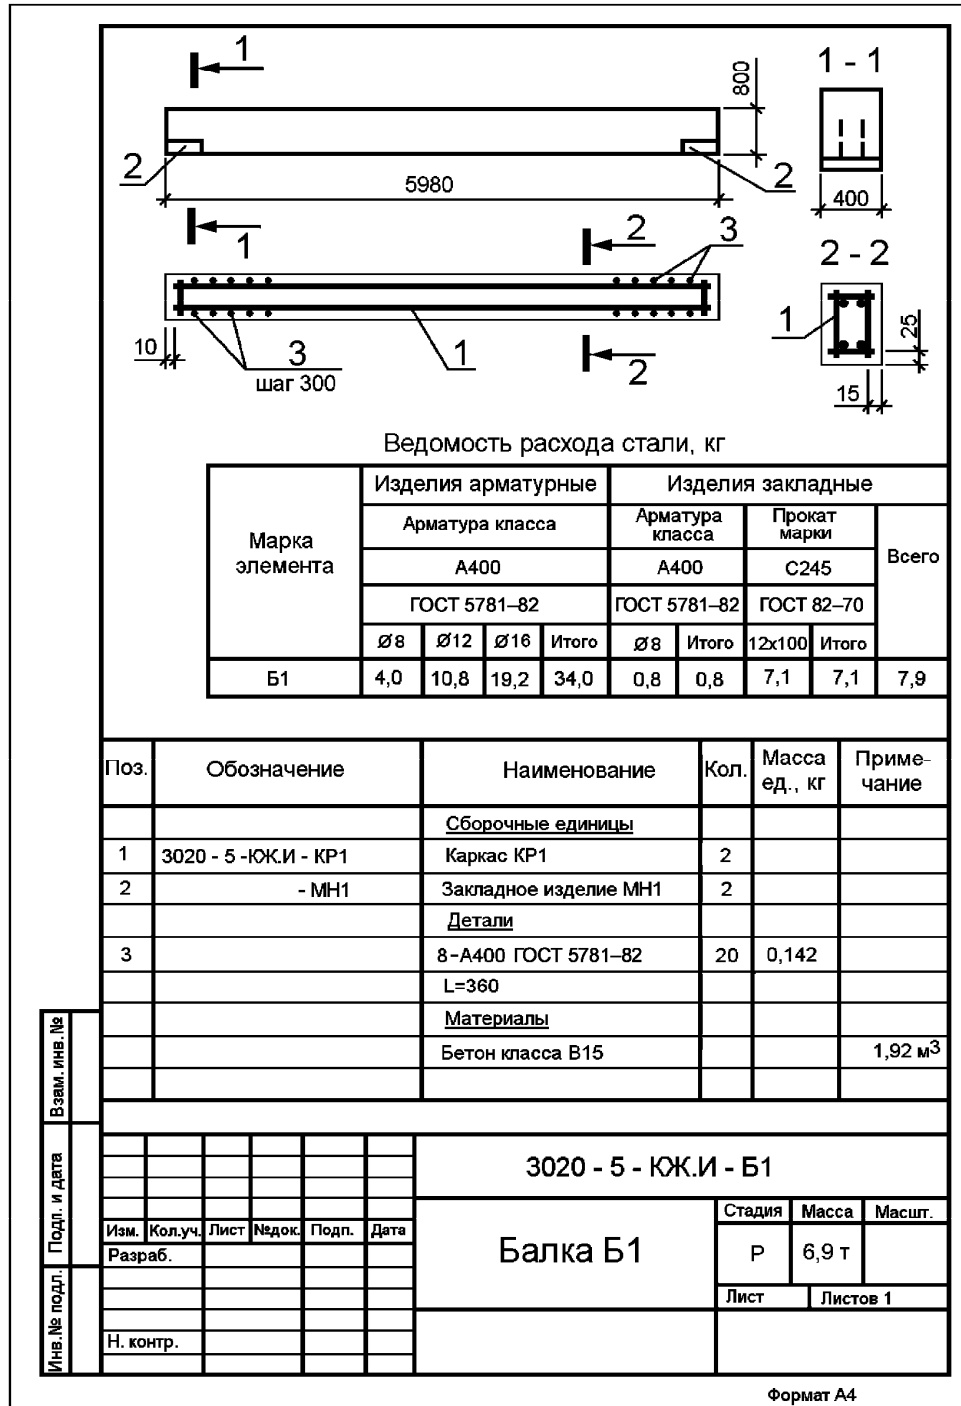 1
1 - 1
800
2
2
5980
400
1
2
3
2 - 2
1
25
10
3
1
шаг 300
2
15
Ведомость расхода стали, кг
Марка элемента
Изделия арматурные
Изделия закладные
Арматура класса
Арматура класса
Прокат марки
Всего
А400
А400
С245
ГОСТ 5781–82
ГОСТ 5781–82
ГОСТ 82–70
Ø8
Ø12
Ø16
Итого
Ø8
Итого
12х100
Итого
Б1
4,0
10,8
19,2
34,0
0,8
0,8
7,1
7,1
7,9
Поз.
Обозначение
Наименование
Кол.
Масса ед., кг
Приме-
чание
Сборочные единицы
1
3020 - 5 -КЖ.И - КР1
Каркас КР1
2
2
- МН1
Закладное изделие МН1
2
Детали
3
8-А400 ГОСТ 5781–82
20
0,142
L=360
Материалы
Бетон класса В15
1,92 м3
Взам.инв.№
Подп. и дата
Инв.№ подл.
3020 - 5 - КЖ.И - Б1
Изм.
Кол.уч.
Лист
№док.
Подп.
Дата
Разраб.
Н. контр.
Балка Б1
Стадия
Масса
Масшт.
Р
6,9 т
Лист
Листов 1
Формат А4